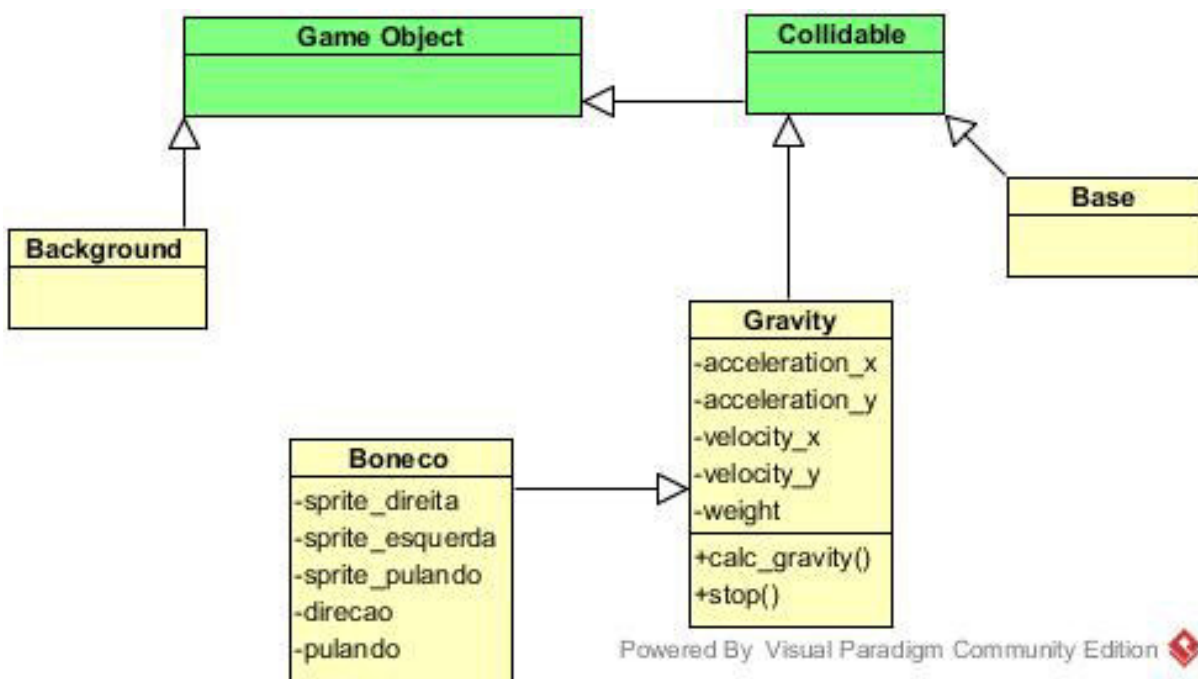 Game Object
Collidable
Background
Base
Gravity
-acceleration_x
-acceleration_y
-velocity_x
-velocity_y
-weight
+calc_gravity()
+stop()
Boneco
-sprite_direita
-sprite_esquerda
-sprite_pulando
-direcao
-pulando
Powered By Visual Paradigm Community Edition